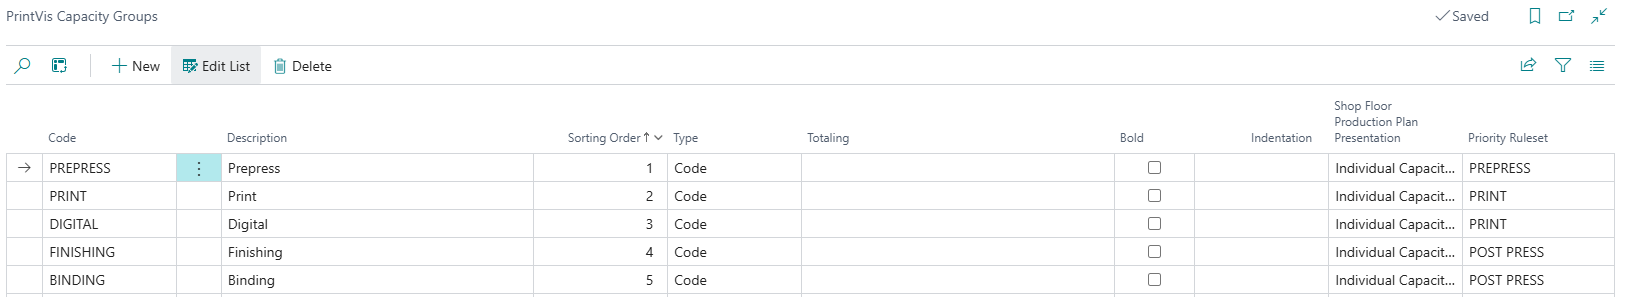 PrintVis Capacity Groups
Saved
New Edit List Delete
Shop Floor
Production Plan
Code Description Sorting Order Type Totaling Bold Indentation Presentation Priority Ruleset
PREPRESS Prepress 1 Code Individual Capacit... PREPRESS
PRINT Print 2 Code Individual Capacit... PRINT
DIGITAL Digital 3 Code Individual Capacit... PRINT
FINISHING Finishing 4 Code Individual Capacit... POST PRESS
BINDING Binding 5 Code Individual Capacit... POST PRESS